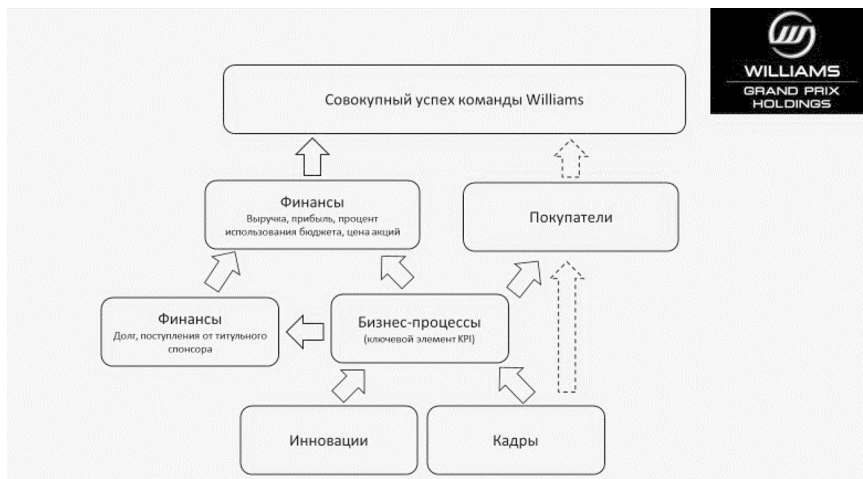 WILLIAMS
GRAND PRIX
HOLDINGS
Совокупный успех команды Williams
Финансы
Выручка, прибыль, процент
использования бюджета, цена акций
Покупатели
Финансы
Долг, поступления от титульного
спонсора
Бизнес-процессы
(ключевой элемент KPI)
Инновации
Кадры